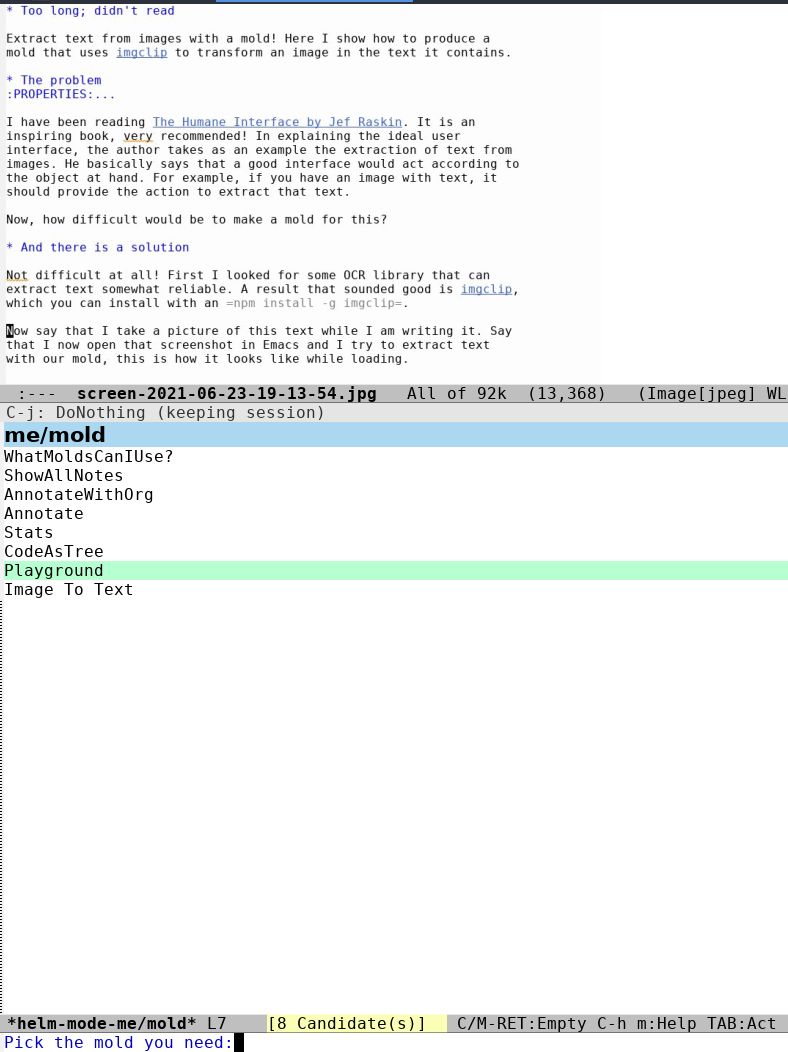 * Too long; didn't read
Extract text from images with a mold! Here I show how to produce a
mold that uses imgclip to transform an image in the text it contains.
* The problem
:PROPERTIES:...
I have been reading The Humane Interface by Jef Raskin. It is an
inspiring book, very recommended! In explaining the ideal user
interface, the author takes as an example the extraction of text from
images. He basically says that a good interface would act according to
the object at hand. For example, if you have an image with text, it
should provide the action to extract that text.
Now, how difficult would be to make a mold for this?
* And there is a solution
Not difficult at all! First I looked for some OCR library that can
extract text somewhat reliable. A result that sounded good is imgclip,
which you can install with an =npm install -g imgclip=.
Now say that I take a picture of this text while I am writing it. Say
that I now open that screenshot in Emacs and I try to extract text
with our mold, this is how it looks like while loading.
:--- screen-2021-06-23-19-13-54.jpg All of 92k (13,368) (Image[jpeg] WL
C-j: DoNothing (keeping session)
me/mold
WhatMoldsCanIUse?
ShowAllNotes
AnnotateWithOrg
Annotate
Stats
CodeAsTree
Playground
Image To Text
*helm-mode-me/mold* L7 [8 Candidate(s)] C/M-RET:Empty C-h m:Help TAB:Act
Pick the mold you need: